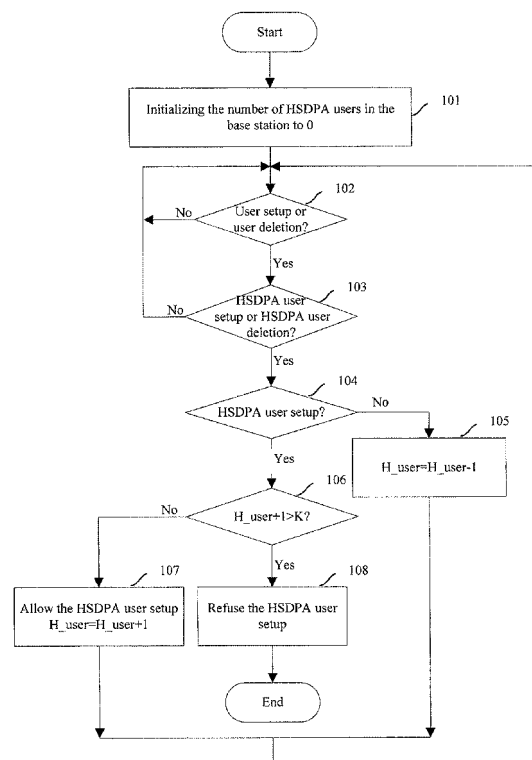 Start
Initializing the number of HSDPA users in the
base station to 0
101
102
User setup or
user deletion?
No
Yes
103
HSDPA user
setup or HSDPA user
deletion?
No
Yes
104
HSDPA user setup?
No
105
H_user=H_user-1
Yes
106
H_user+1>K?
No
Yes
107
Allow the HSDPA user setup
H_user=H_user+1
108
Refuse the HSDPA user
setup
End